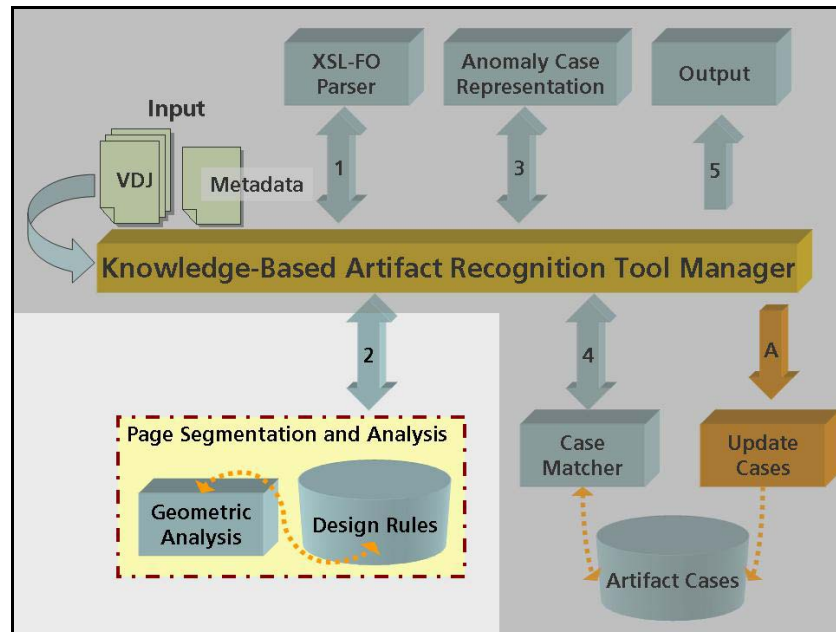 XSL-FO
Parser
Anomaly Case
Representation
Output
Input
VDJ
Metadata
1
3
5
Knowledge-Based Artifact Recognition Tool Manager
2
4
A
Page Segmentation and Analysis
Geometric
Analysis
Design Rules
Case
Matcher
Update
Cases
Artifact Cases